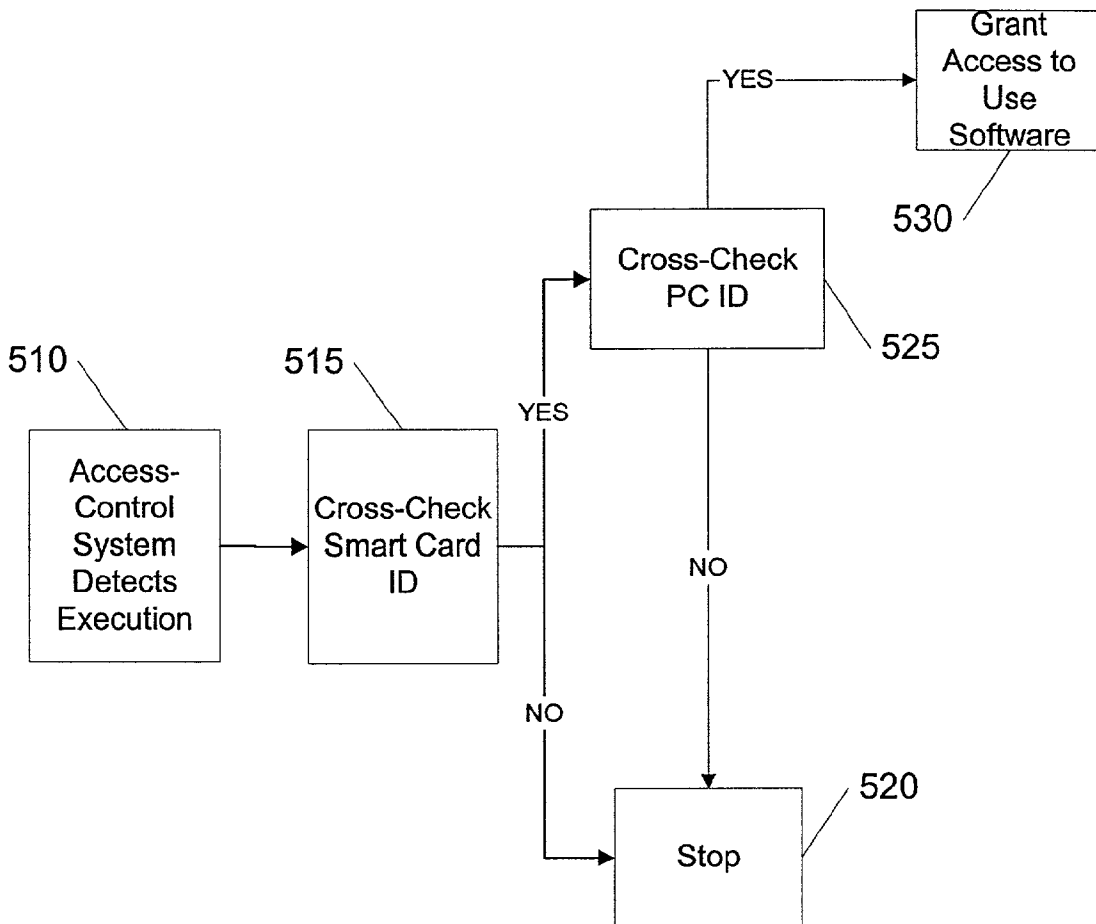 Grant
Access to
Use
Software
530
YES
Cross-Check
PC ID
525
510
515
YES
Access-
Control
System
Detects
Execution
Cross-Check
Smart Card
ID
NO
NO
520
Stop